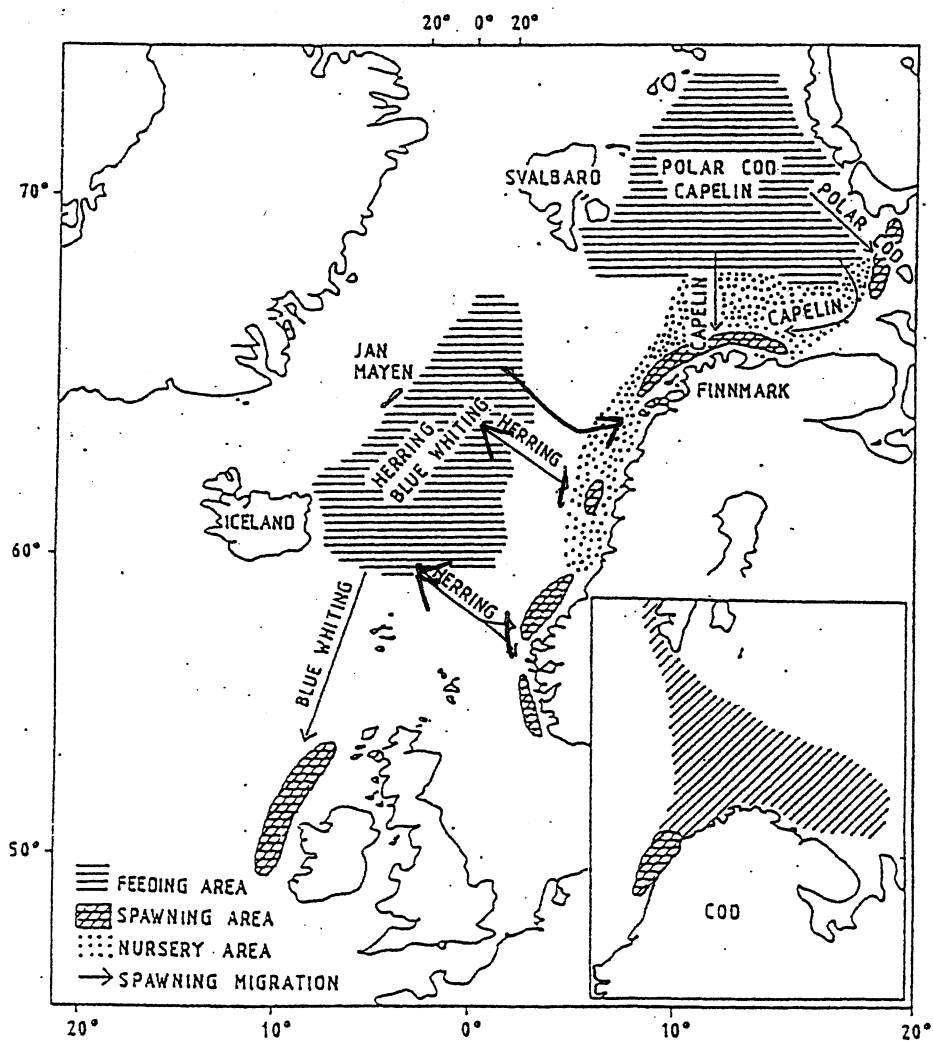 20° 0° 20°
70°
60°
50°
SVALBARD
POLAR COD
CAPELIN
POLAR COD
CAPELIN
CAPELIN
FINNMARK
JAN
MAYEN
HERRING
BLUE WHITING
HERRING
ICELAND
HERRING
BLUE WHITING
COD
FEEDING AREA
SPAWNING AREA
NURSERY AREA
SPAWNING MIGRATION
20° 10° 0° 10° 20°